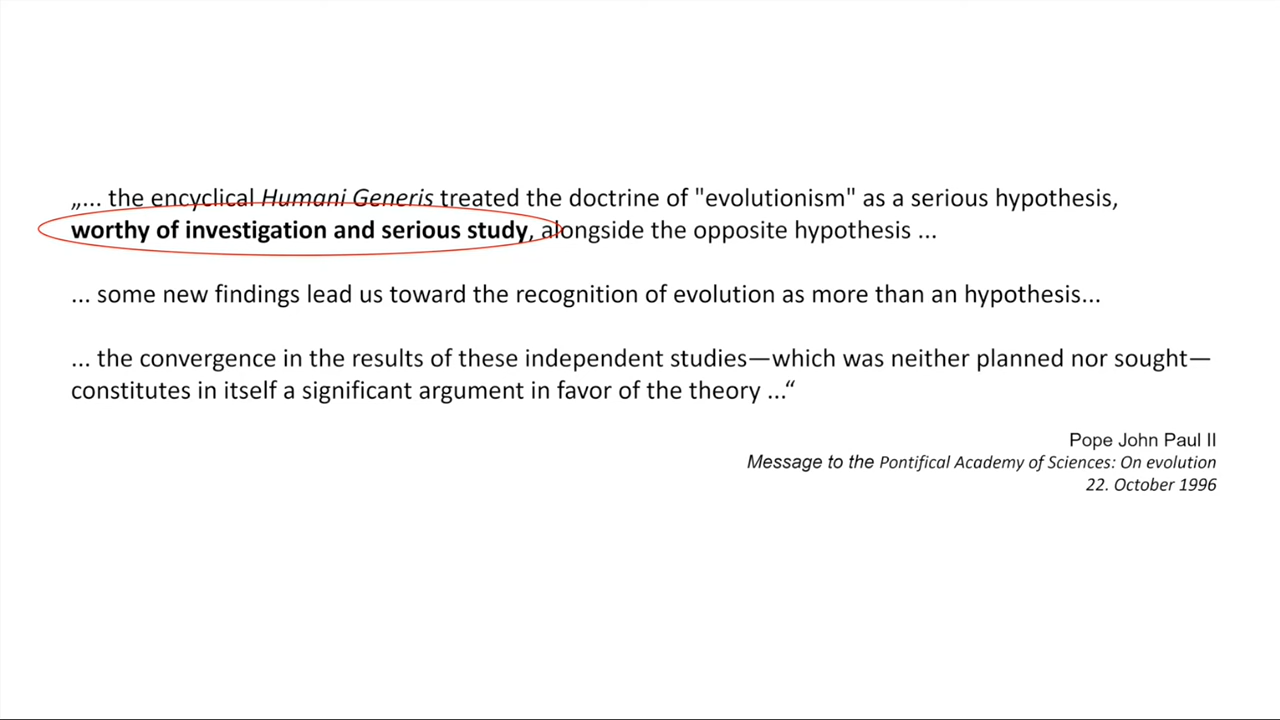 „... the encyclical Humani Generis treated the doctrine of "evolutionism" as a serious hypothesis,
worthy of investigation and serious study, alongside the opposite hypothesis ...
... some new findings lead us toward the recognition of evolution as more than an hypothesis...
... the convergence in the results of these independent studies—which was neither planned nor sought—
constitutes in itself a significant argument in favor of the theory ...“
Pope John Paul II
Message to the Pontifical Academy of Sciences: On evolution
22. October 1996